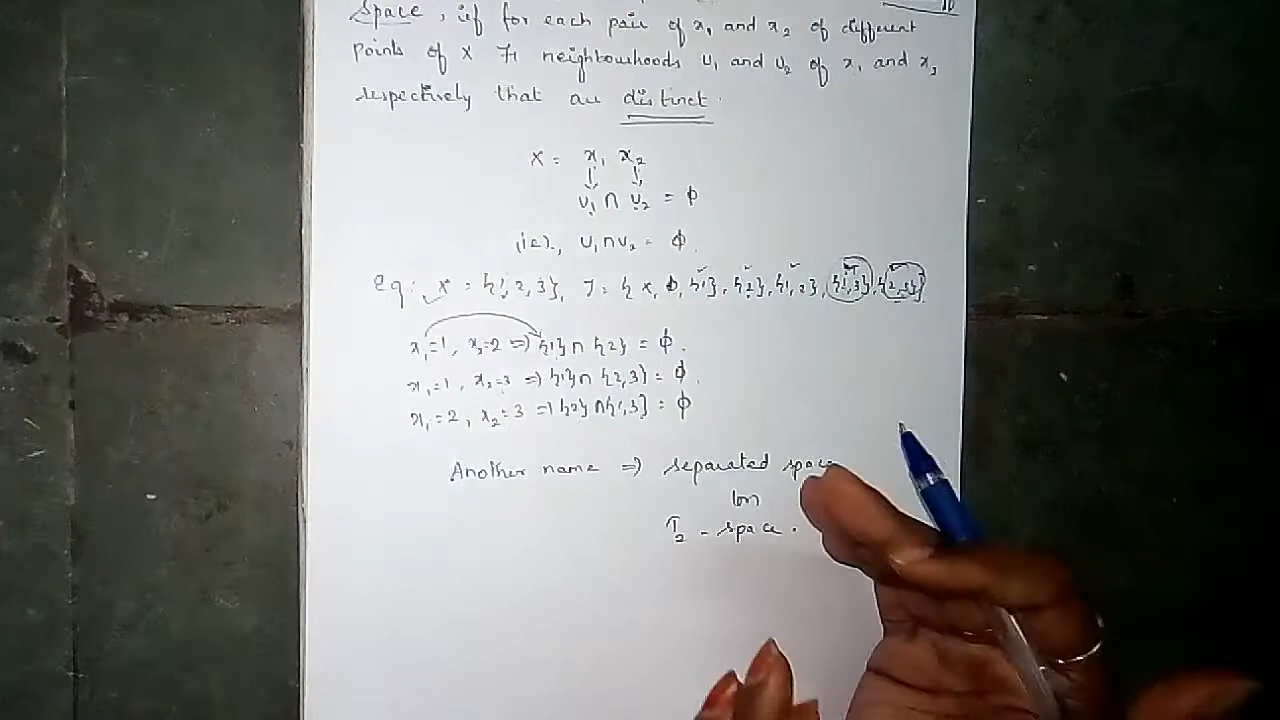 Space, if for each pair of x₁ and x₂ of different
points of X ∃ neighbourhoods U₁ and U₂ of x₁ and x₂
respectively that are distinct.
X = x₁ x₂
↓ ↓
U₁ ∩ U₂ = ϕ
(ie)., U₁∩U₂ = ϕ.
Eg: X = {1, 2, 3}, J = { X, ϕ, {1}, {2}, {1, 2}, {1, 3}, {2, 3}}
x₁=1, x₂=2 ⇒ {1} ∩ {2} = ϕ.
x₁=1, x₂=3 ⇒ {1} ∩ {2,3} = ϕ.
x₁=2, x₂=3 ⇒ {2} ∩ {1,3} = ϕ
Another name ⇒ separated space
(or)
T₂ - space.